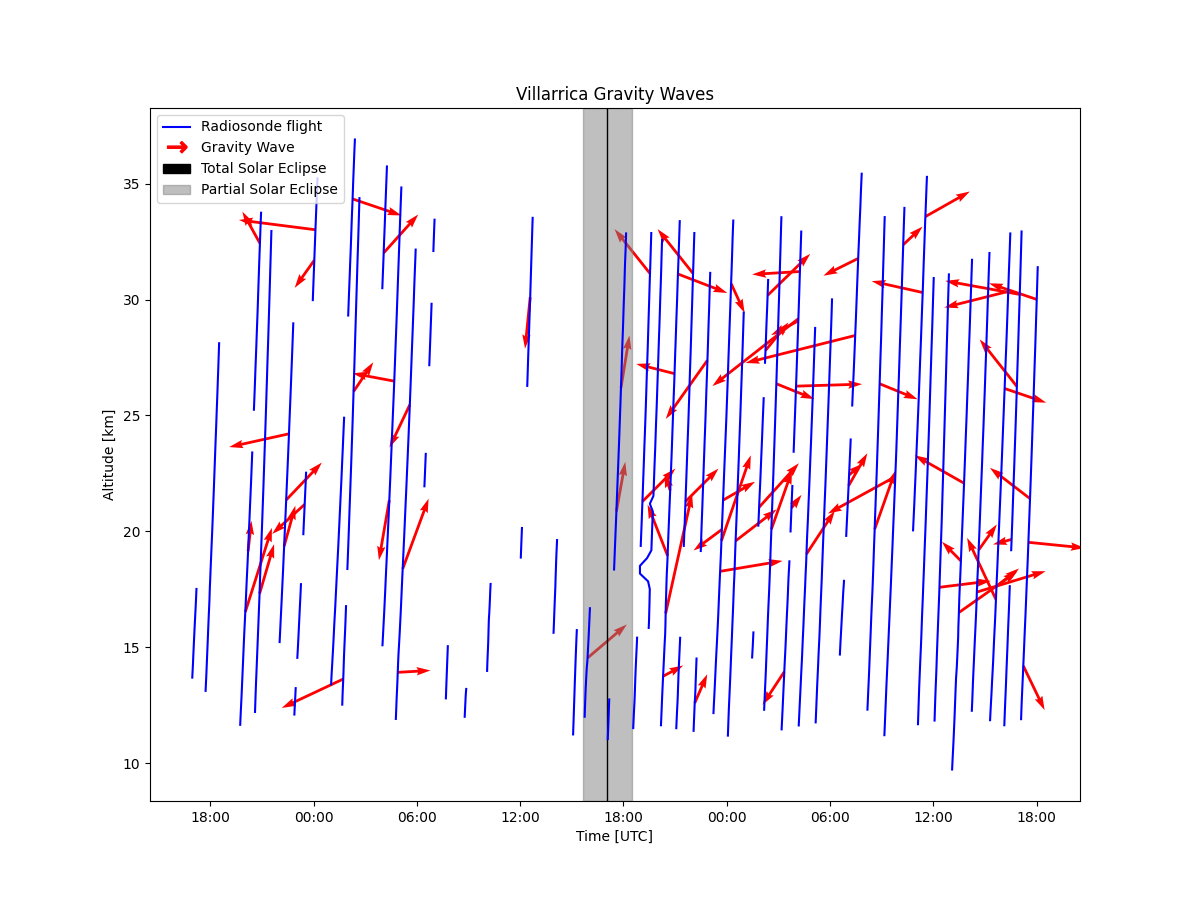 Villarrica Gravity Waves
Radiosonde flight
Gravity Wave
Total Solar Eclipse
Partial Solar Eclipse
35
30
25
20
15
10
Altitude [km]
18:00 00:00 06:00 12:00 18:00 00:00 06:00 12:00 18:00
Time [UTC]